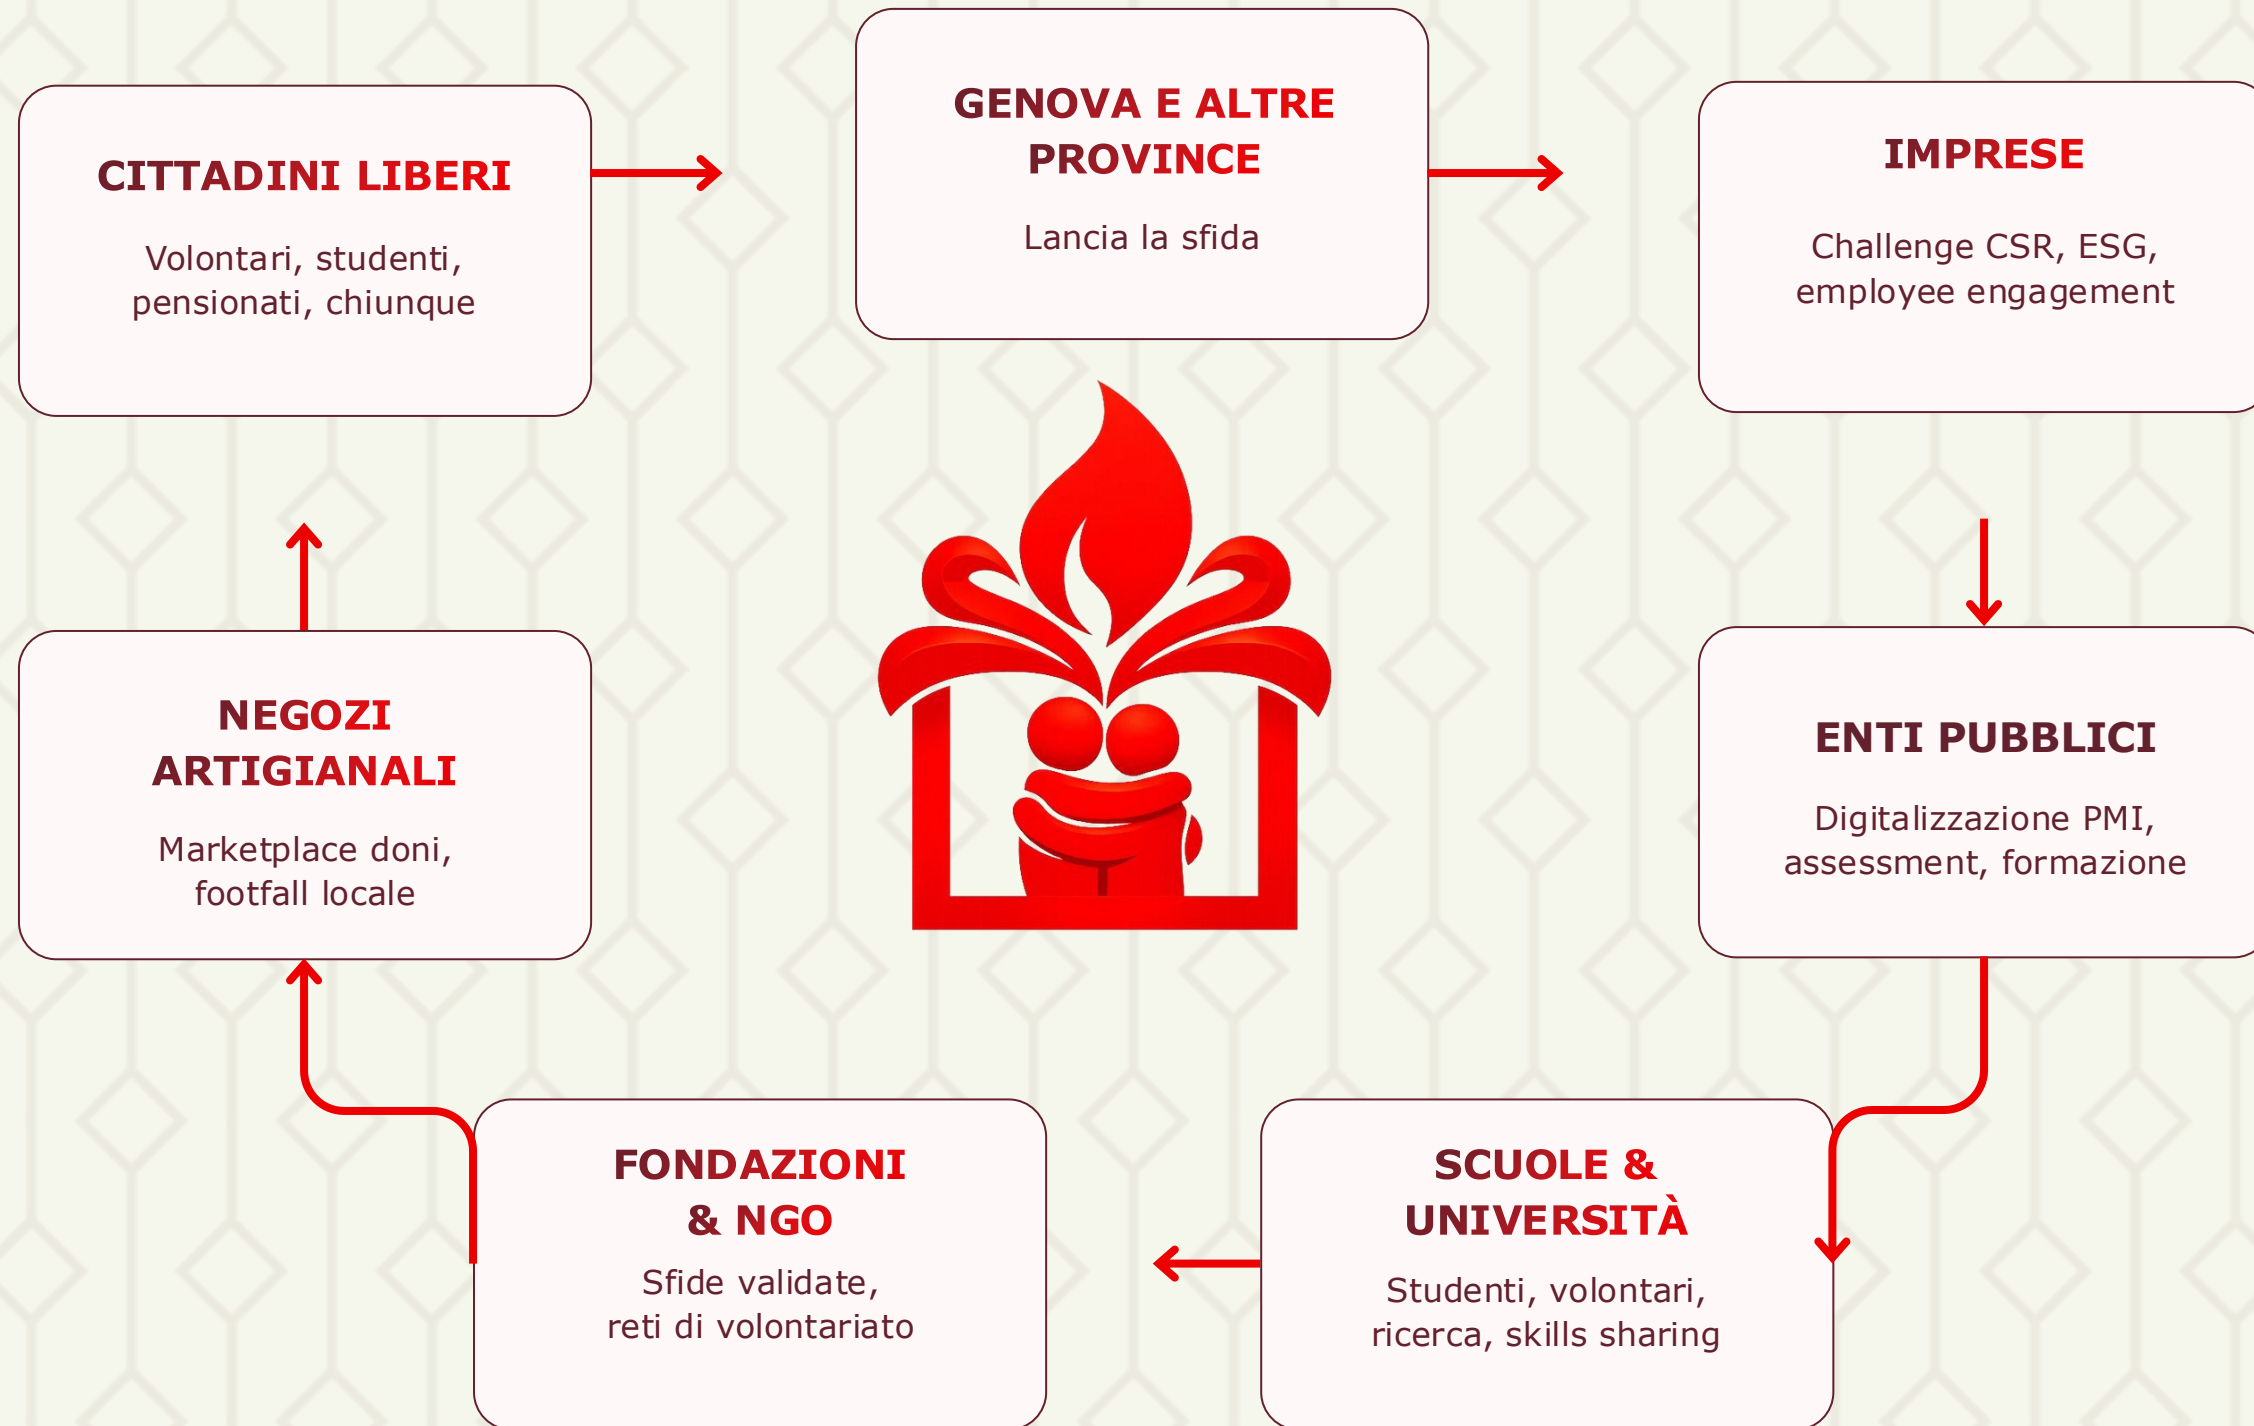 GENOVA E ALTRE
PROVINCE
Lancia la sfida
CITTADINI LIBERI
Volontari, studenti,
pensionati, chiunque
IMPRESE
Challenge CSR, ESG,
employee engagement
NEGOZI
ARTIGIANALI
Marketplace doni,
footfall locale
ENTI PUBBLICI
Digitalizzazione PMI,
assessment, formazione
FONDAZIONI
& NGO
Sfide validate,
reti di volontariato
SCUOLE &
UNIVERSITÀ
Studenti, volontari,
ricerca, skills sharing